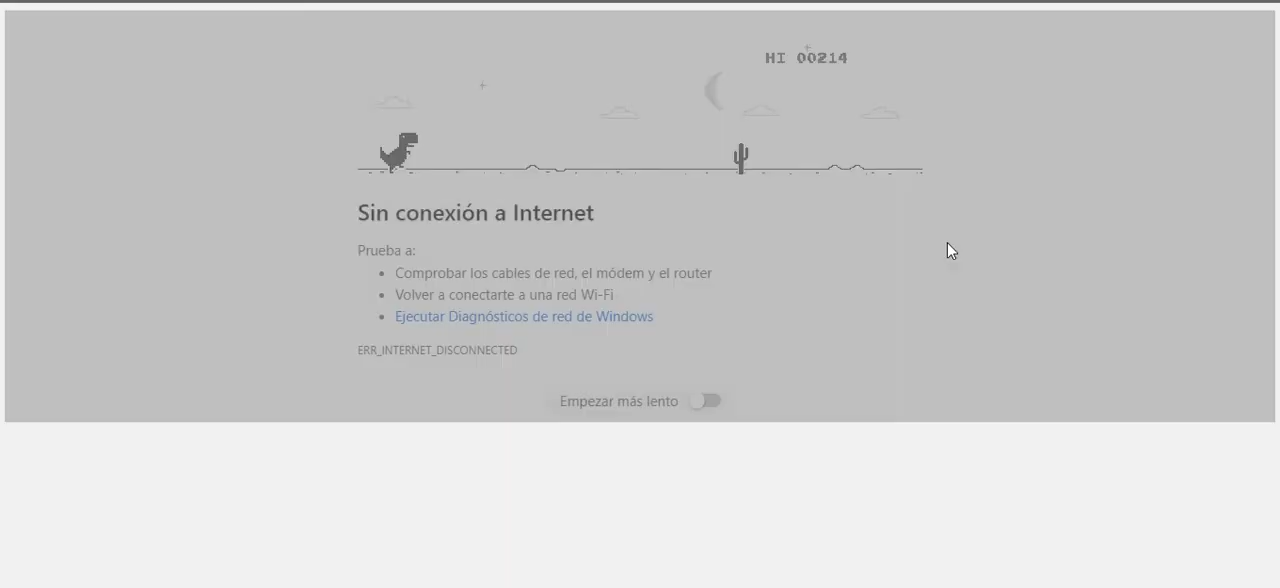 HI 00214
Sin conexión a Internet
Prueba a:
Comprobar los cables de red, el módem y el router
Volver a conectarte a una red Wi-Fi
Ejecutar Diagnósticos de red de Windows
ERR_INTERNET_DISCONNECTED
Empezar más lento